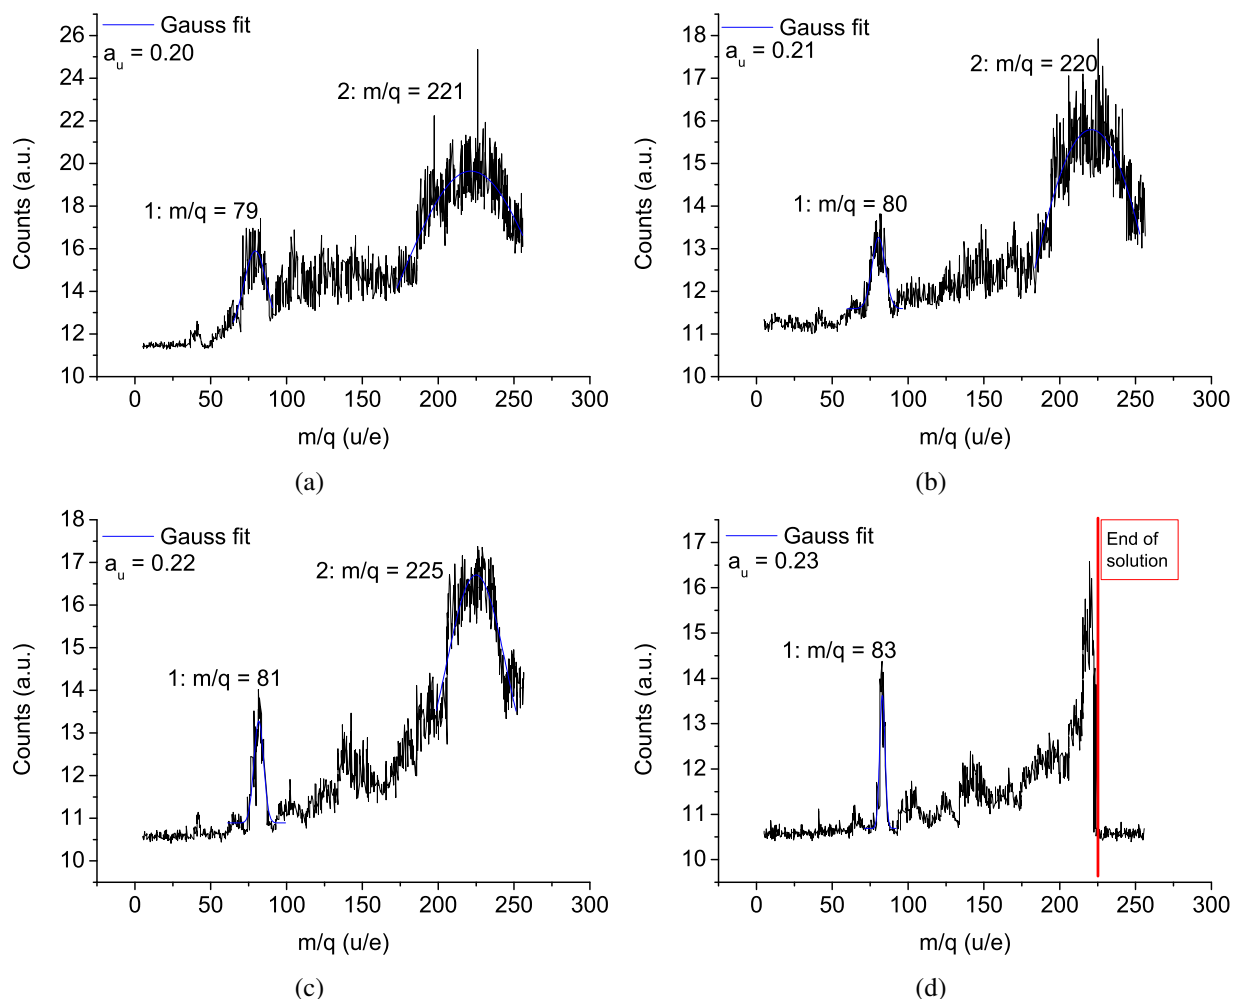 Gauss fit
a_u = 0.20
2: m/q = 221
1: m/q = 79
26
24
22
20
18
16
14
12
10
Counts (a.u.)
0 50 100 150 200 250 300
m/q (u/e)
(a)
Gauss fit
a_u = 0.21
2: m/q = 220
1: m/q = 80
18
17
16
15
14
13
12
11
10
Counts (a.u.)
0 50 100 150 200 250 300
m/q (u/e)
(b)
Gauss fit
a_u = 0.22
2: m/q = 225
1: m/q = 81
18
17
16
15
14
13
12
11
10
Counts (a.u.)
0 50 100 150 200 250 300
m/q (u/e)
(c)
Gauss fit
a_u = 0.23
End of
solution
1: m/q = 83
17
16
15
14
13
12
11
10
Counts (a.u.)
0 50 100 150 200 250 300
m/q (u/e)
(d)